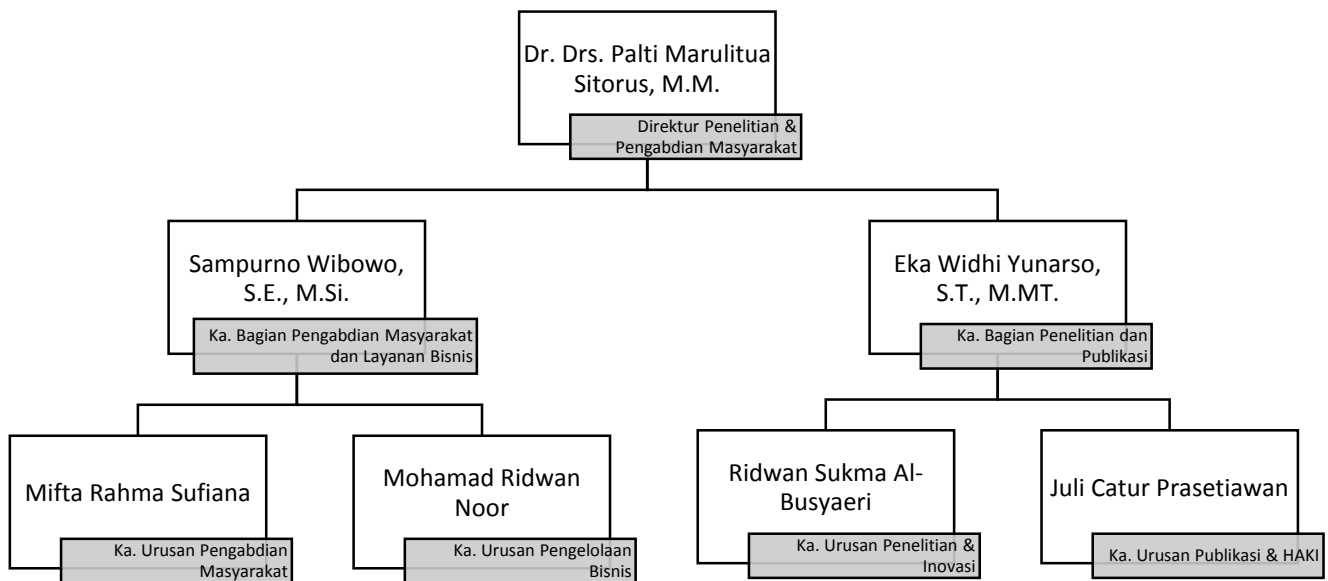 Dr. Drs. Palti Marulitua
Sitorus, M.M.
Direktur Penelitian &
Pengabdian Masyarakat
Sampurno Wibowo,
S.E., M.Si.
Ka. Bagian Pengabdian Masyarakat
dan Layanan Bisnis
Eka Widhi Yunarso,
S.T., M.MT.
Ka. Bagian Penelitian dan
Publikasi
Mifta Rahma Sufiana
Ka. Urusan Pengabdian
Masyarakat
Mohamad Ridwan
Noor
Ka. Urusan Pengelolaan
Bisnis
Ridwan Sukma Al-
Busyaeri
Ka. Urusan Penelitian &
Inovasi
Juli Catur Prasetiawan
Ka. Urusan Publikasi & HAKI